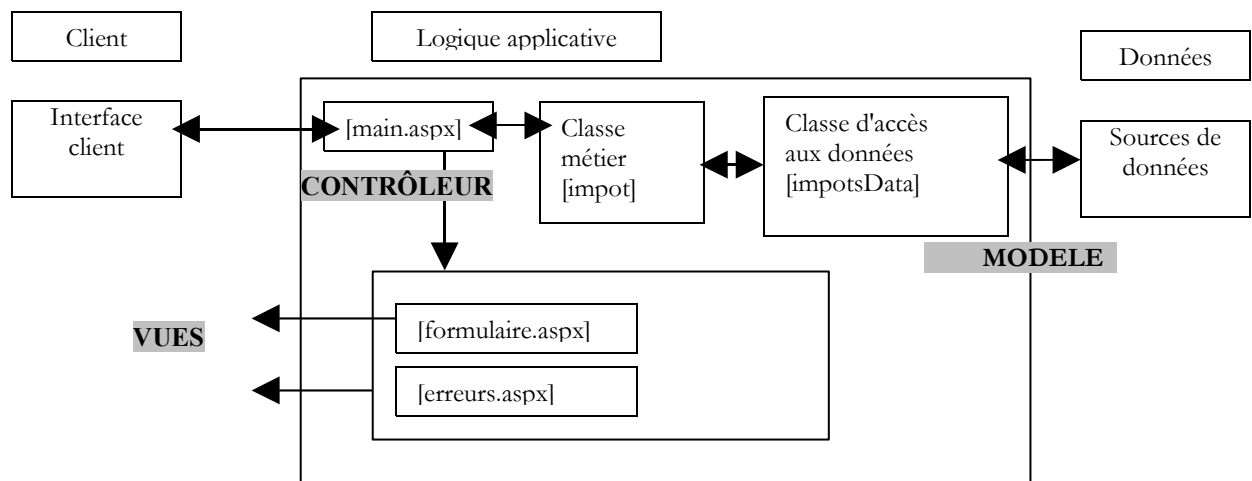 Client
Logique applicative
Données
Interface
client
[main.aspx]
Classe
métier
[impot]
Classe d'accès
aux données
[impotsData]
Sources de
données
CONTRÔLEUR
MODELE
VUES
[formulaire.aspx]
[erreurs.aspx]